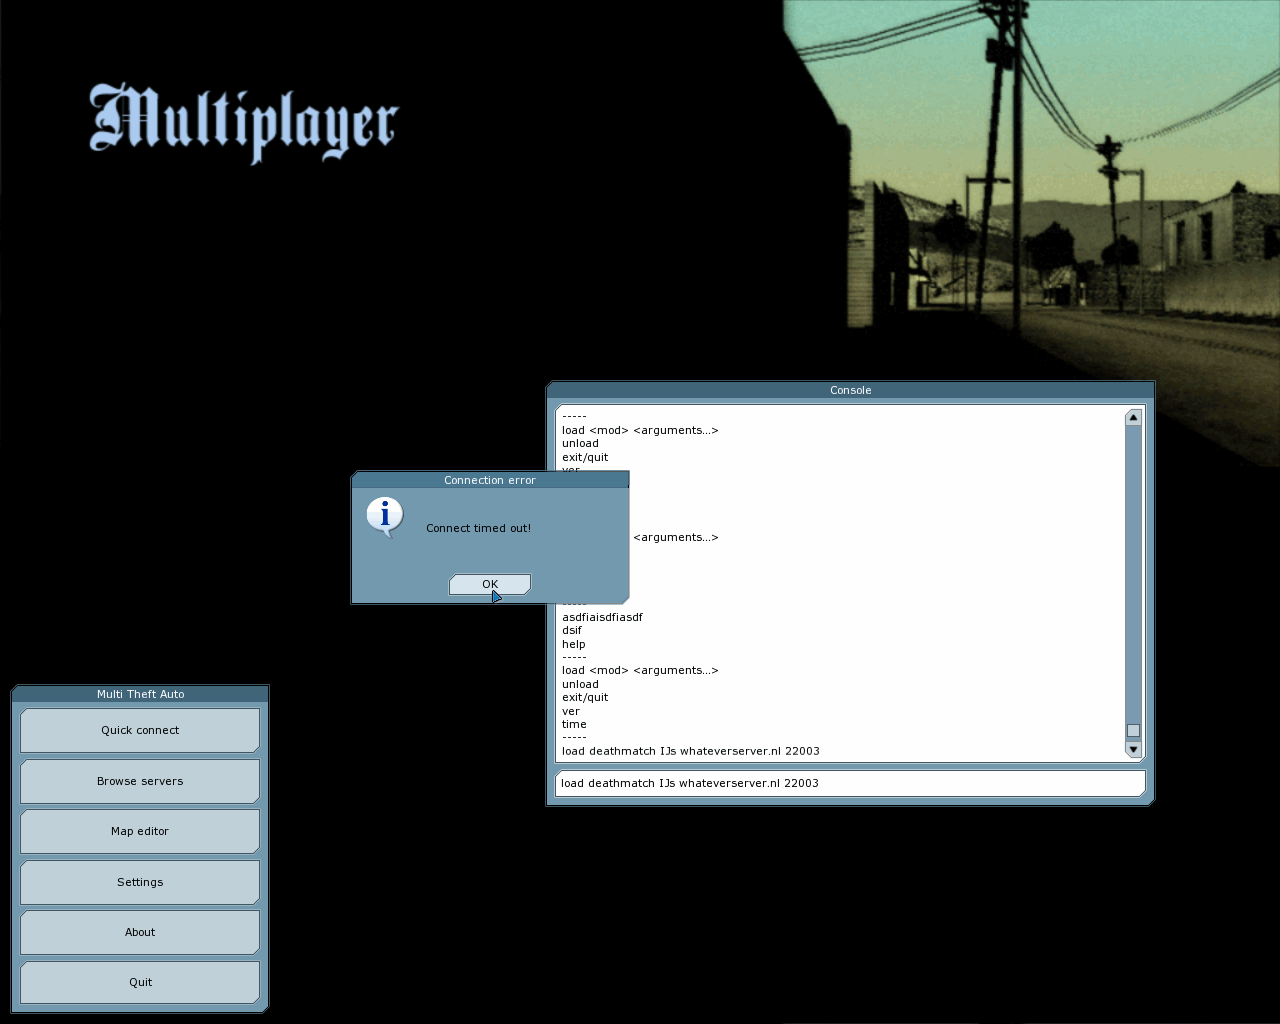 Multiplayer
Console
-----
load <mod> <arguments...>
unload
exit/quit
ver
Connection error
Connect timed out!
<arguments...>
OK
-----
asdfiaisdfiasdf
dsif
help
-----
load <mod> <arguments...>
unload
exit/quit
ver
time
-----
load deathmatch IJs whateverserver.nl 22003
load deathmatch IJs whateverserver.nl 22003
Multi Theft Auto
Quick connect
Browse servers
Map editor
Settings
About
Quit